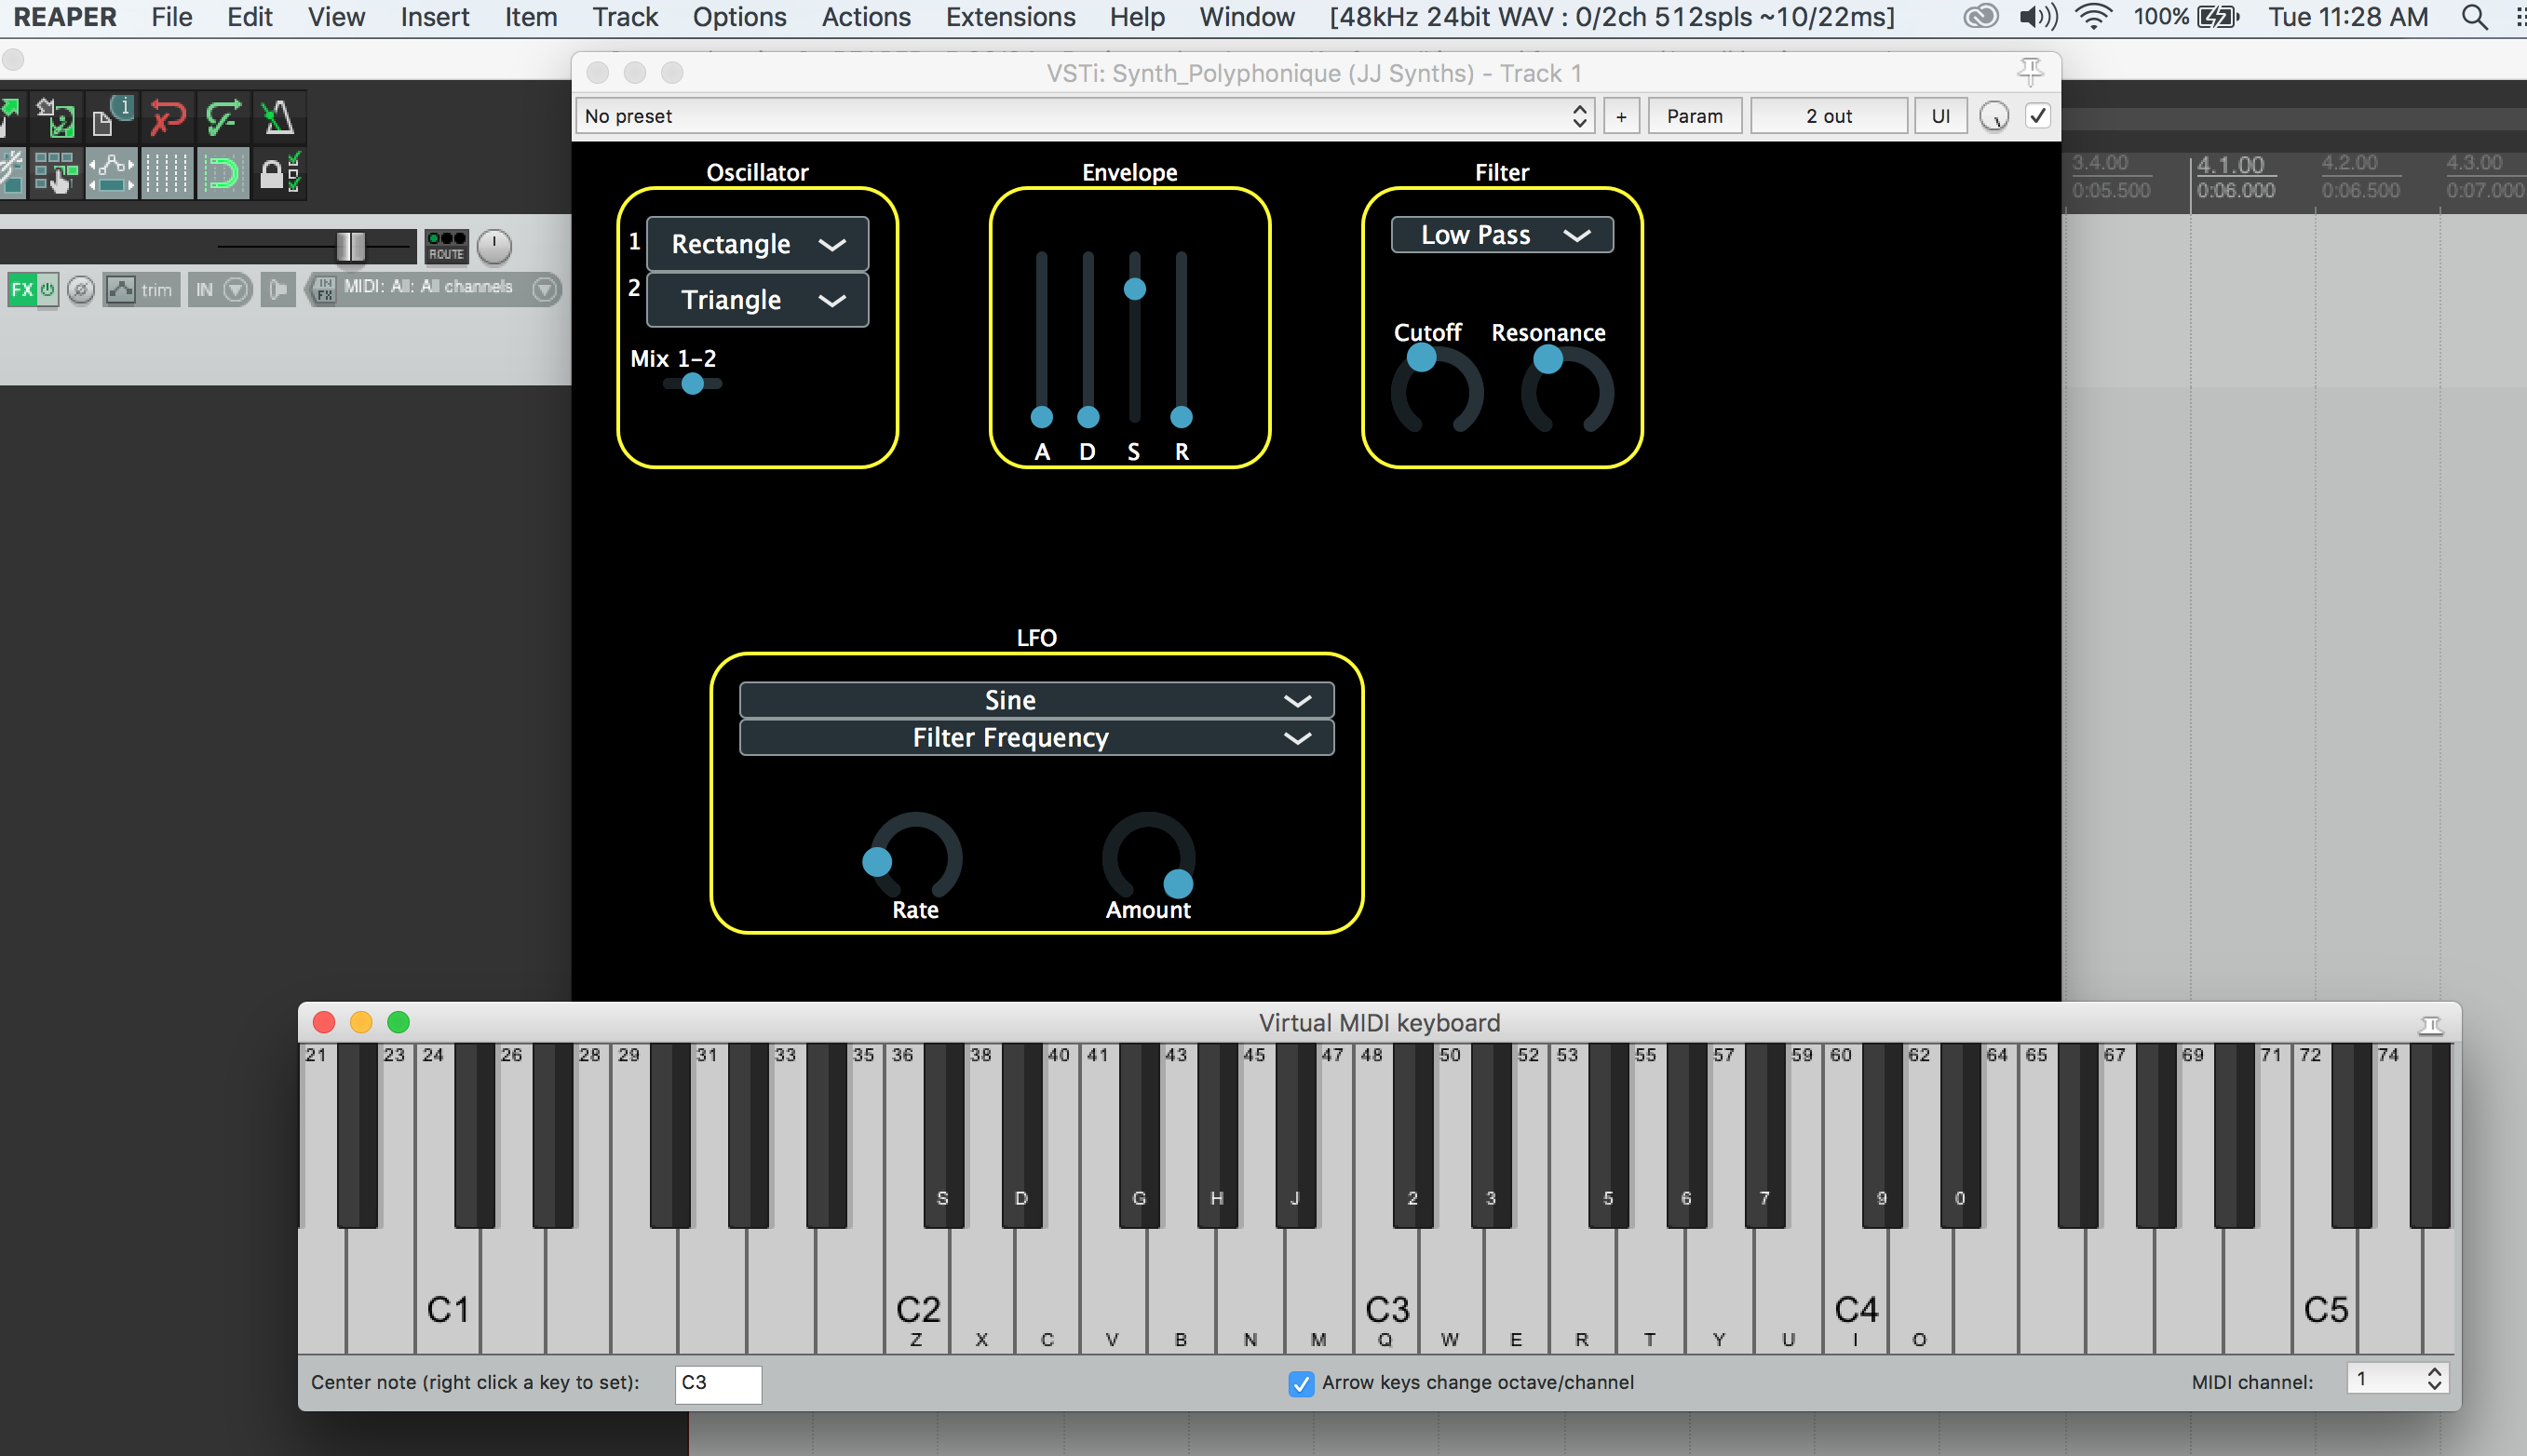 REAPER File Edit View Insert Item Track Options Actions Extensions Help Window [48kHz 24bit WAV : 0/2ch 512spls ~10/22ms] 100% Tue 11:28 AM
VSTi: Synth_Polyphonique (JJ Synths) - Track 1
No preset + Param 2 out UI
3.4.00 4.1.00 4.2.00 4.3.00
0:05.500 0:06.000 0:06.500 0:07.000
ROUTE
FX trim IN IN FX MIDI: All: All channels
Oscillator
1 Rectangle
2 Triangle
Mix 1-2
Envelope
A D S R
Filter
Low Pass
Cutoff Resonance
LFO
Sine
Filter Frequency
Rate Amount
Virtual MIDI keyboard
21 23 24 26 28 29 31 33 35 36 38 40 41 43 45 47 48 50 52 53 55 57 59 60 62 64 65 67 69 71 72 74
S D G H J 2 3 5 6 7 9 0
C1 C2 C3 C4 C5
Z X C V B N M Q W E R T Y U I O
Center note (right click a key to set): C3 Arrow keys change octave/channel MIDI channel: 1